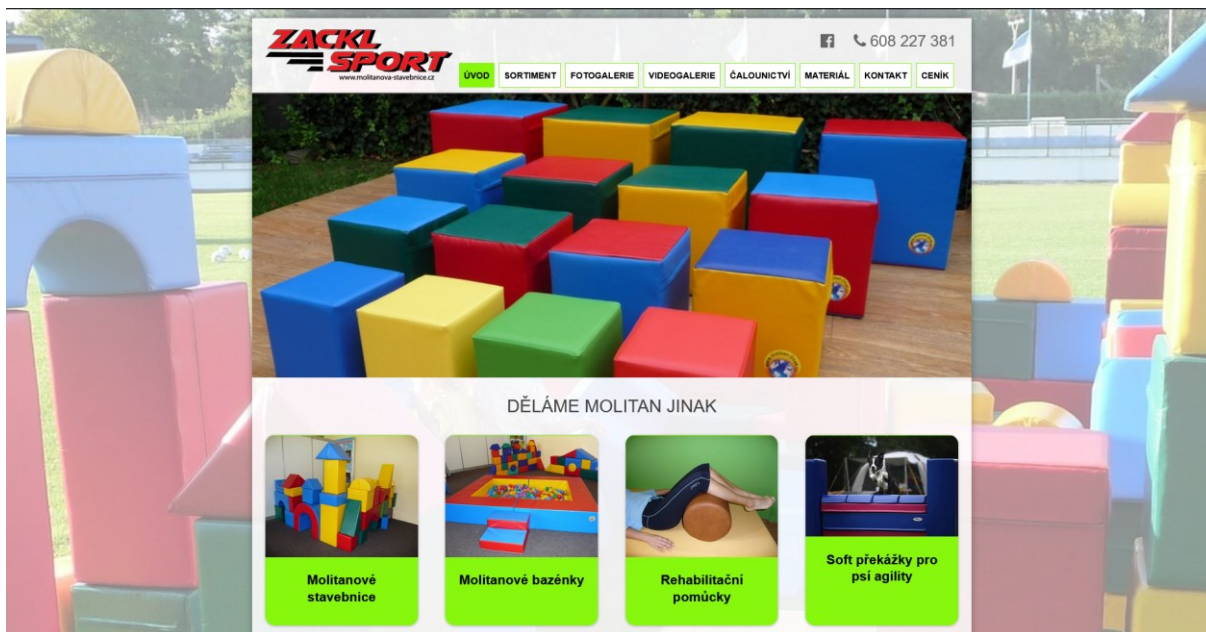 ZACKL
SPORT
www.molitanova-stavebnice.cz
608 227 381
ÚVOD
SORTIMENT
FOTOGALERIE
VIDEOGALERIE
ČALOUNICTVÍ
MATERIÁL
KONTAKT
CENÍK
DĚLÁME MOLITAN JINAK
Molitanové
stavebnice
Molitanové bazénky
Rehabilitační
pomůcky
Soft překážky pro
psí agility